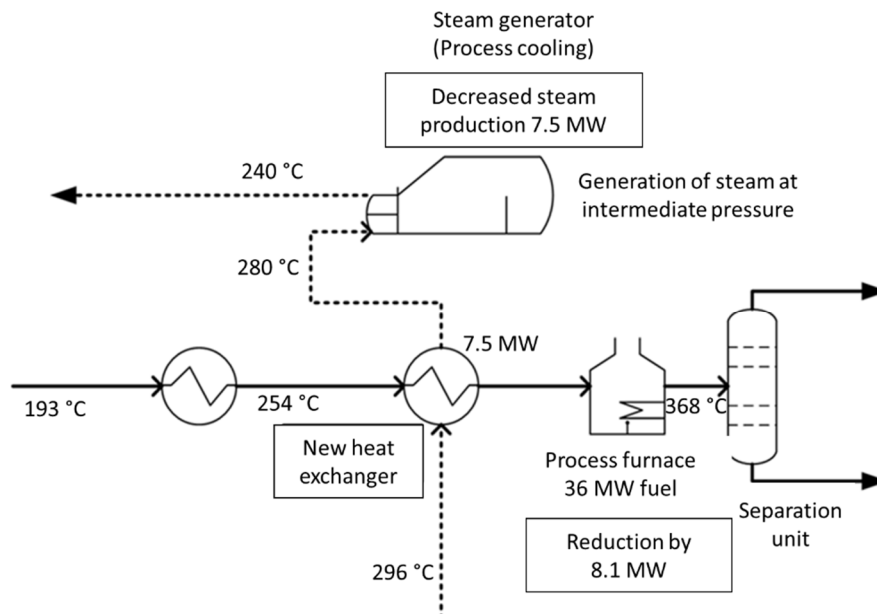 Steam generator
(Process cooling)
Decreased steam
production 7.5 MW
240 °C
Generation of steam at
intermediate pressure
280 °C
7.5 MW
193 °C
254 °C
368 °C
New heat
exchanger
Process furnace
36 MW fuel
Separation
unit
Reduction by
8.1 MW
296 °C